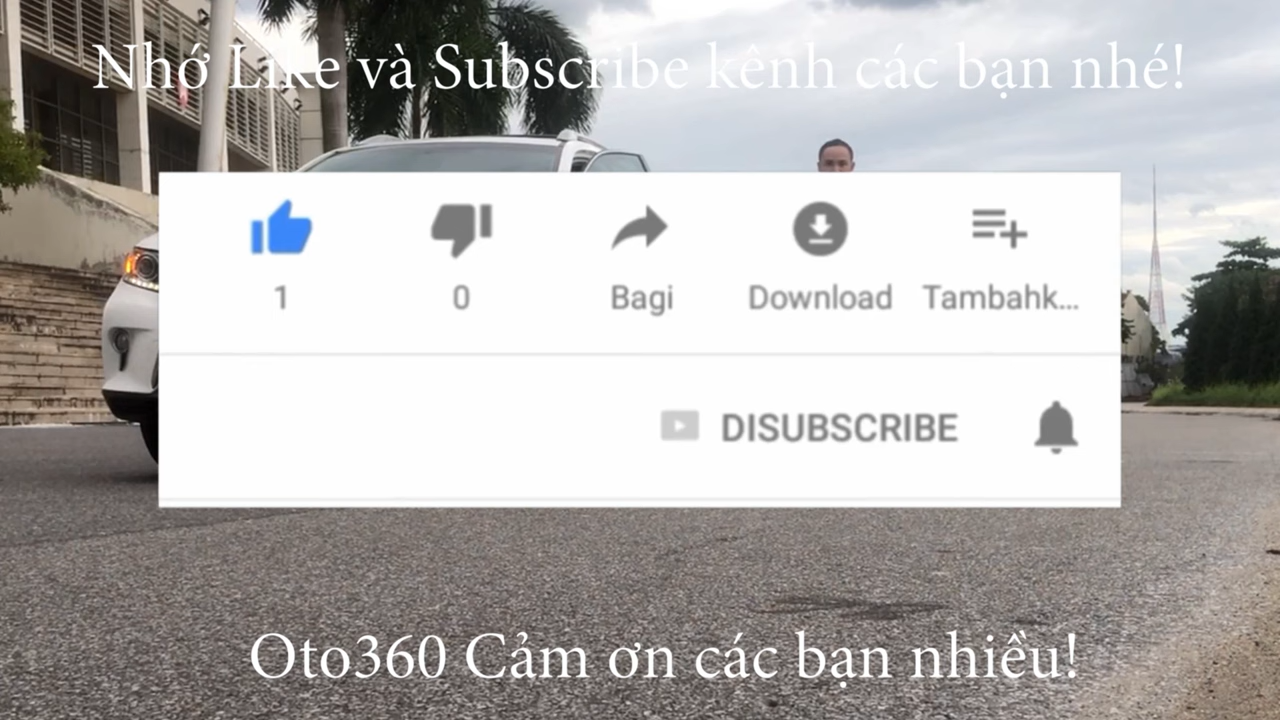 Nhớ Like và Subscribe kênh các bạn nhé!
1 0 Bagi Download Tambahk...
DISUBSCRIBE
Oto360 Cảm ơn các bạn nhiều!